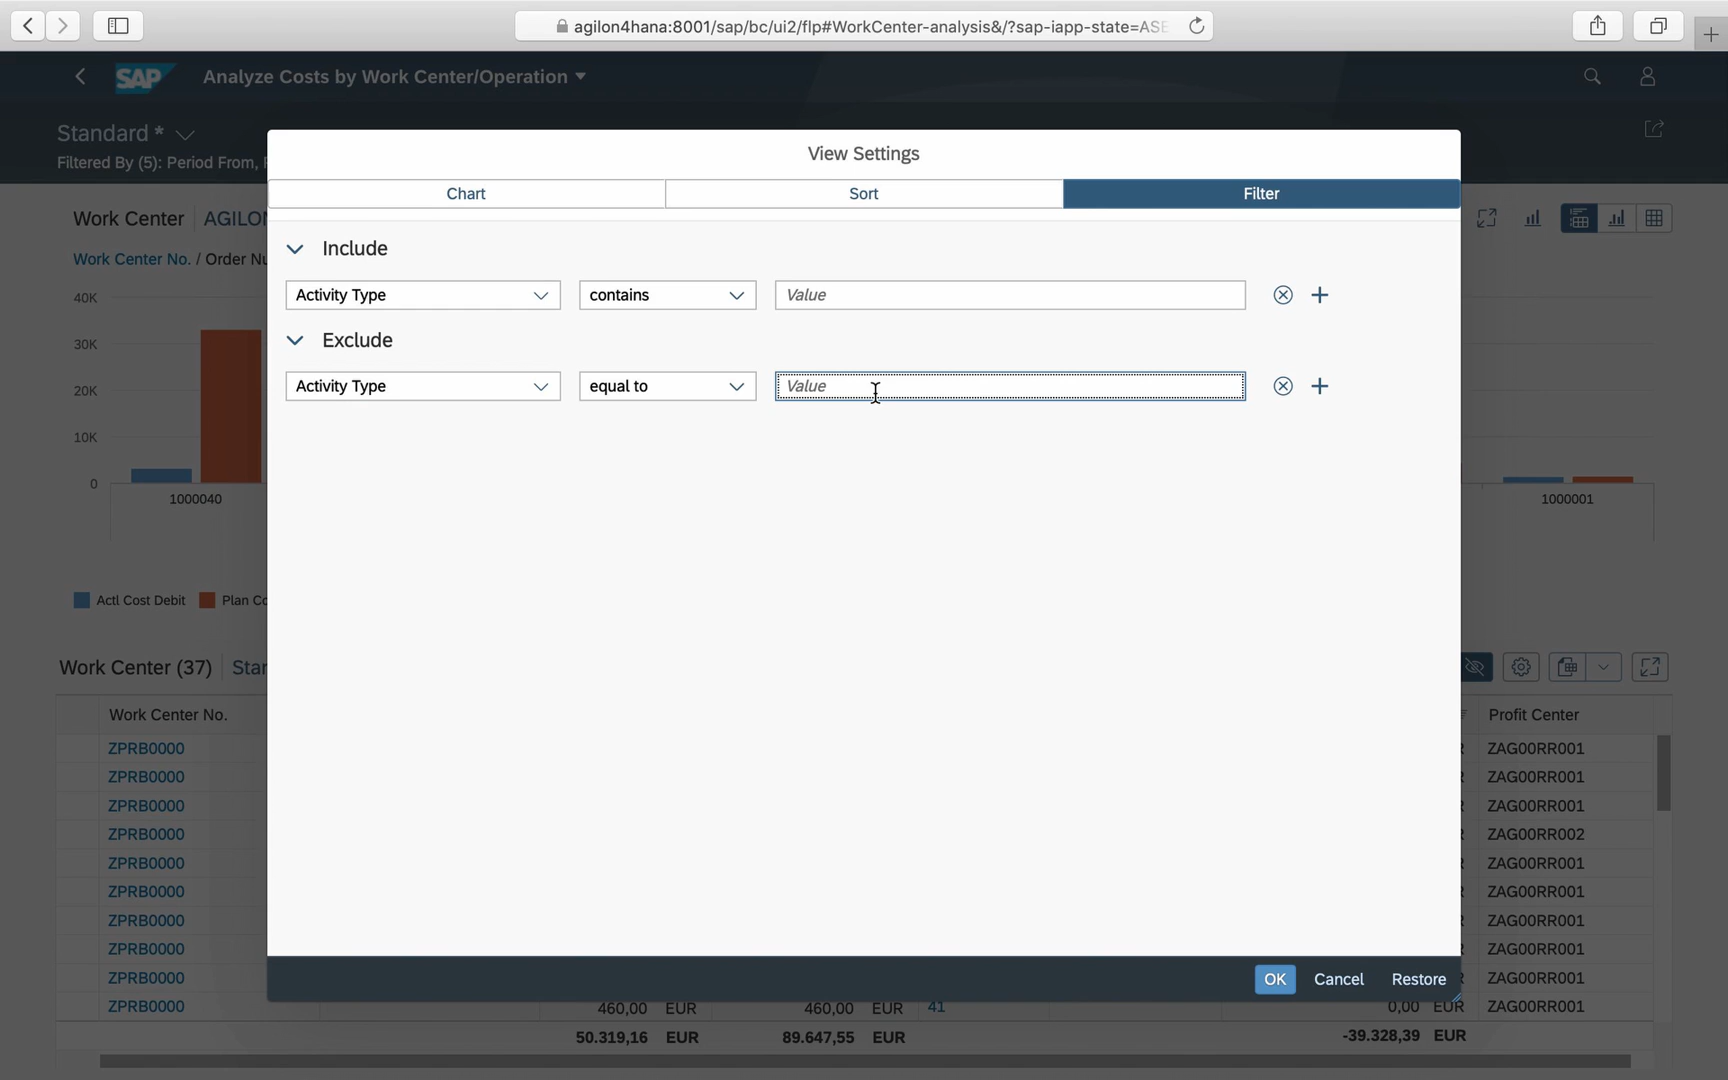 agilon4hana:8001/sap/bc/ui2/flp#WorkCenter-analysis&/?sap-iapp-state=ASE
SAP Analyze Costs by Work Center/Operation
Standard *
Filtered By (5): Period From,
View Settings
Chart Sort Filter
Work Center AGILON
Work Center No. / Order Nu
Include
Activity Type contains Value
Exclude
Activity Type equal to Value
40K
30K
20K
10K
0
1000040 1000001
Actl Cost Debit Plan Co
Work Center (37) Stan
Work Center No. Profit Center
ZPRB0000 R ZAG00RR001
ZPRB0000 R ZAG00RR001
ZPRB0000 R ZAG00RR001
ZPRB0000 R ZAG00RR002
ZPRB0000 R ZAG00RR001
ZPRB0000 R ZAG00RR001
ZPRB0000 R ZAG00RR001
ZPRB0000 R ZAG00RR001
ZPRB0000 R ZAG00RR001
OK Cancel Restore
ZPRB0000 460,00 EUR 460,00 EUR 41 0,00 EUR ZAG00RR001
50.319,16 EUR 89.647,55 EUR -39.328,39 EUR